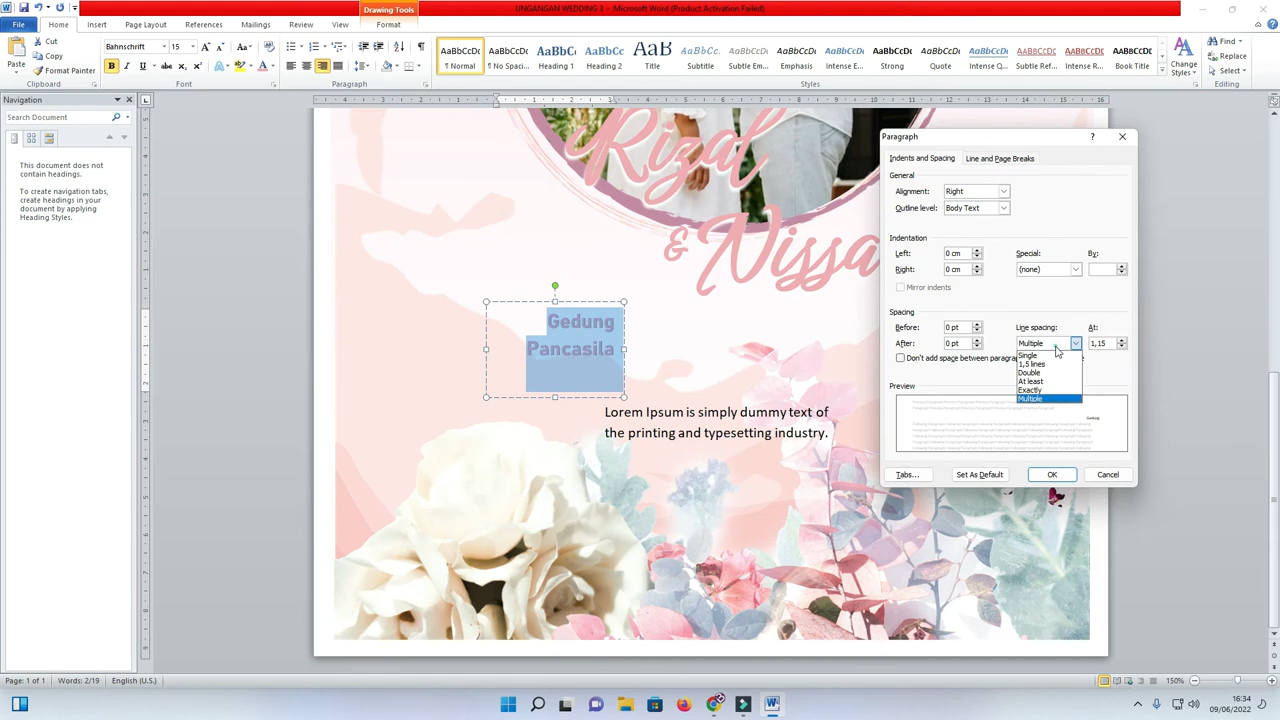 UNGANGAN WEDDING 3 - Microsoft Word (Product Activation Failed)
Drawing Tools
File Home Insert Page Layout References Mailings Review View Format
Paste
Cut
Copy
Format Painter
Clipboard
Bahnschrift 15
Font
Paragraph
AaBbCcDc AaBbCcDc AaBbC AaBbCc AaB AaBbCc. AaBbCcDc AaBbCcDc AaBbCcDc AaBbCcDc AaBbCcDc AaBbCcDc AaBbCcDc AaBbCcDc
¶ Normal ¶ No Spaci... Heading 1 Heading 2 Title Subtitle Subtle Em... Emphasis Intense E... Strong Quote Intense Q... Subtle Ref... Intense R... Book Title
Styles
Change Styles
Find
Replace
Select
Editing
Navigation
Search Document
This document does not
contain headings.
To create navigation tabs,
create headings in your
document by applying
Heading Styles.
Rizal
& Nissa
Gedung
Pancasila
Lorem Ipsum is simply dummy text of
the printing and typesetting industry.
Paragraph
Indents and Spacing Line and Page Breaks
General
Alignment: Right
Outline level: Body Text
Indentation
Left: 0 cm Special: By:
Right: 0 cm (none)
Mirror indents
Spacing
Before: 0 pt Line spacing: At:
After: 0 pt Multiple 1,15
Single
1,5 lines
Double
At least
Exactly
Multiple
Don't add space between paragra
Preview
Gedung
Tabs... Set As Default OK Cancel
Page: 1 of 1 Words: 2/19 English (U.S.) 150%
16:34
09/06/2022